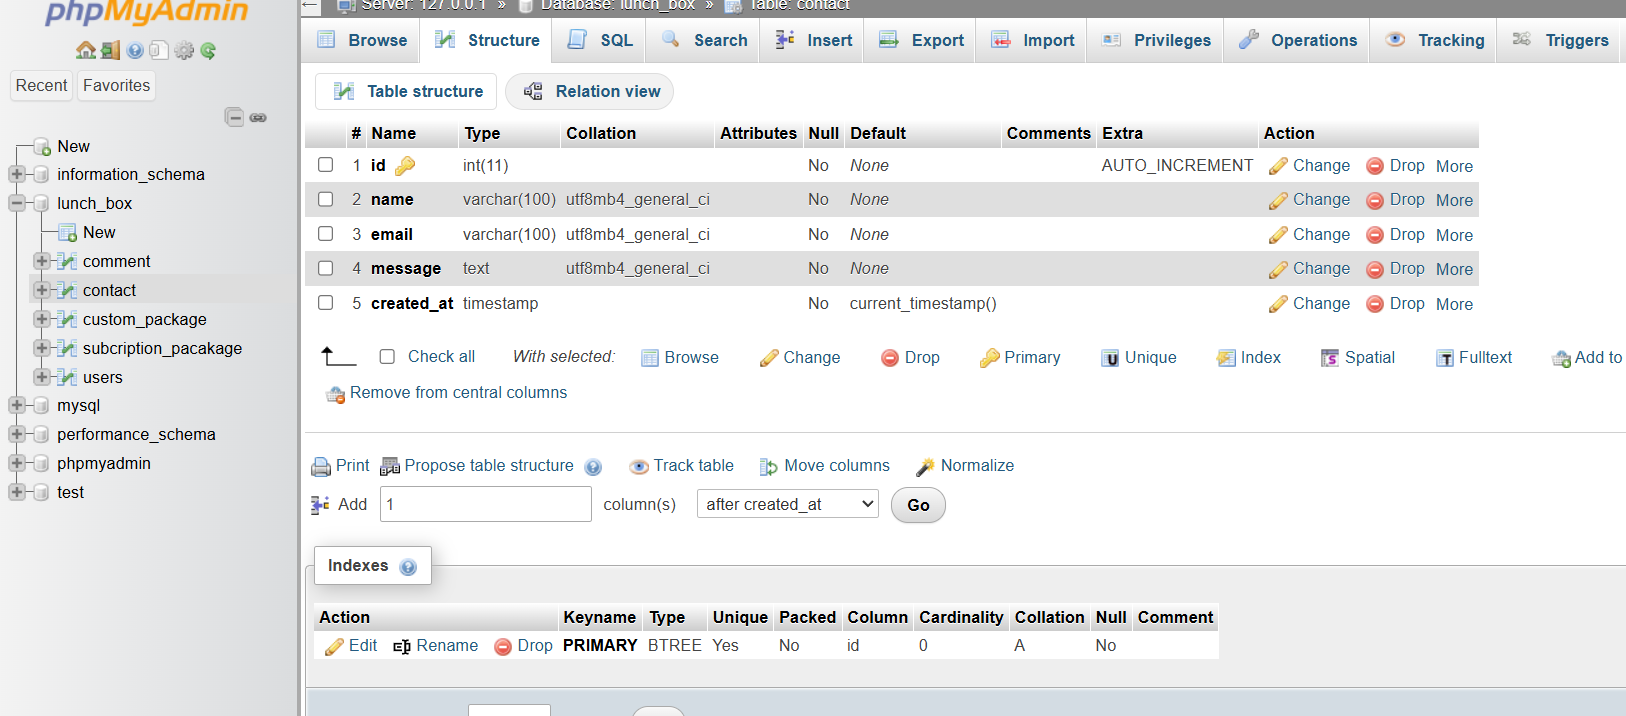 phpMyAdmin
Server: 127.0.0.1 » Database: lunch_box » Table: contact
Browse Structure SQL Search Insert Export Import Privileges Operations Tracking Triggers
Recent Favorites
Table structure Relation view
New
information_schema
lunch_box
New
comment
contact
custom_package
subcription_pacakage
users
mysql
performance_schema
phpmyadmin
test
# Name Type Collation Attributes Null Default Comments Extra Action
1 id int(11) No None AUTO_INCREMENT Change Drop More
2 name varchar(100) utf8mb4_general_ci No None Change Drop More
3 email varchar(100) utf8mb4_general_ci No None Change Drop More
4 message text utf8mb4_general_ci No None Change Drop More
5 created_at timestamp No current_timestamp() Change Drop More
Check all With selected: Browse Change Drop Primary Unique Index Spatial Fulltext Add to
Remove from central columns
Print Propose table structure Track table Move columns Normalize
Add 1 column(s) after created_at Go
Indexes
Action Keyname Type Unique Packed Column Cardinality Collation Null Comment
Edit Rename Drop PRIMARY BTREE Yes No id 0 A No